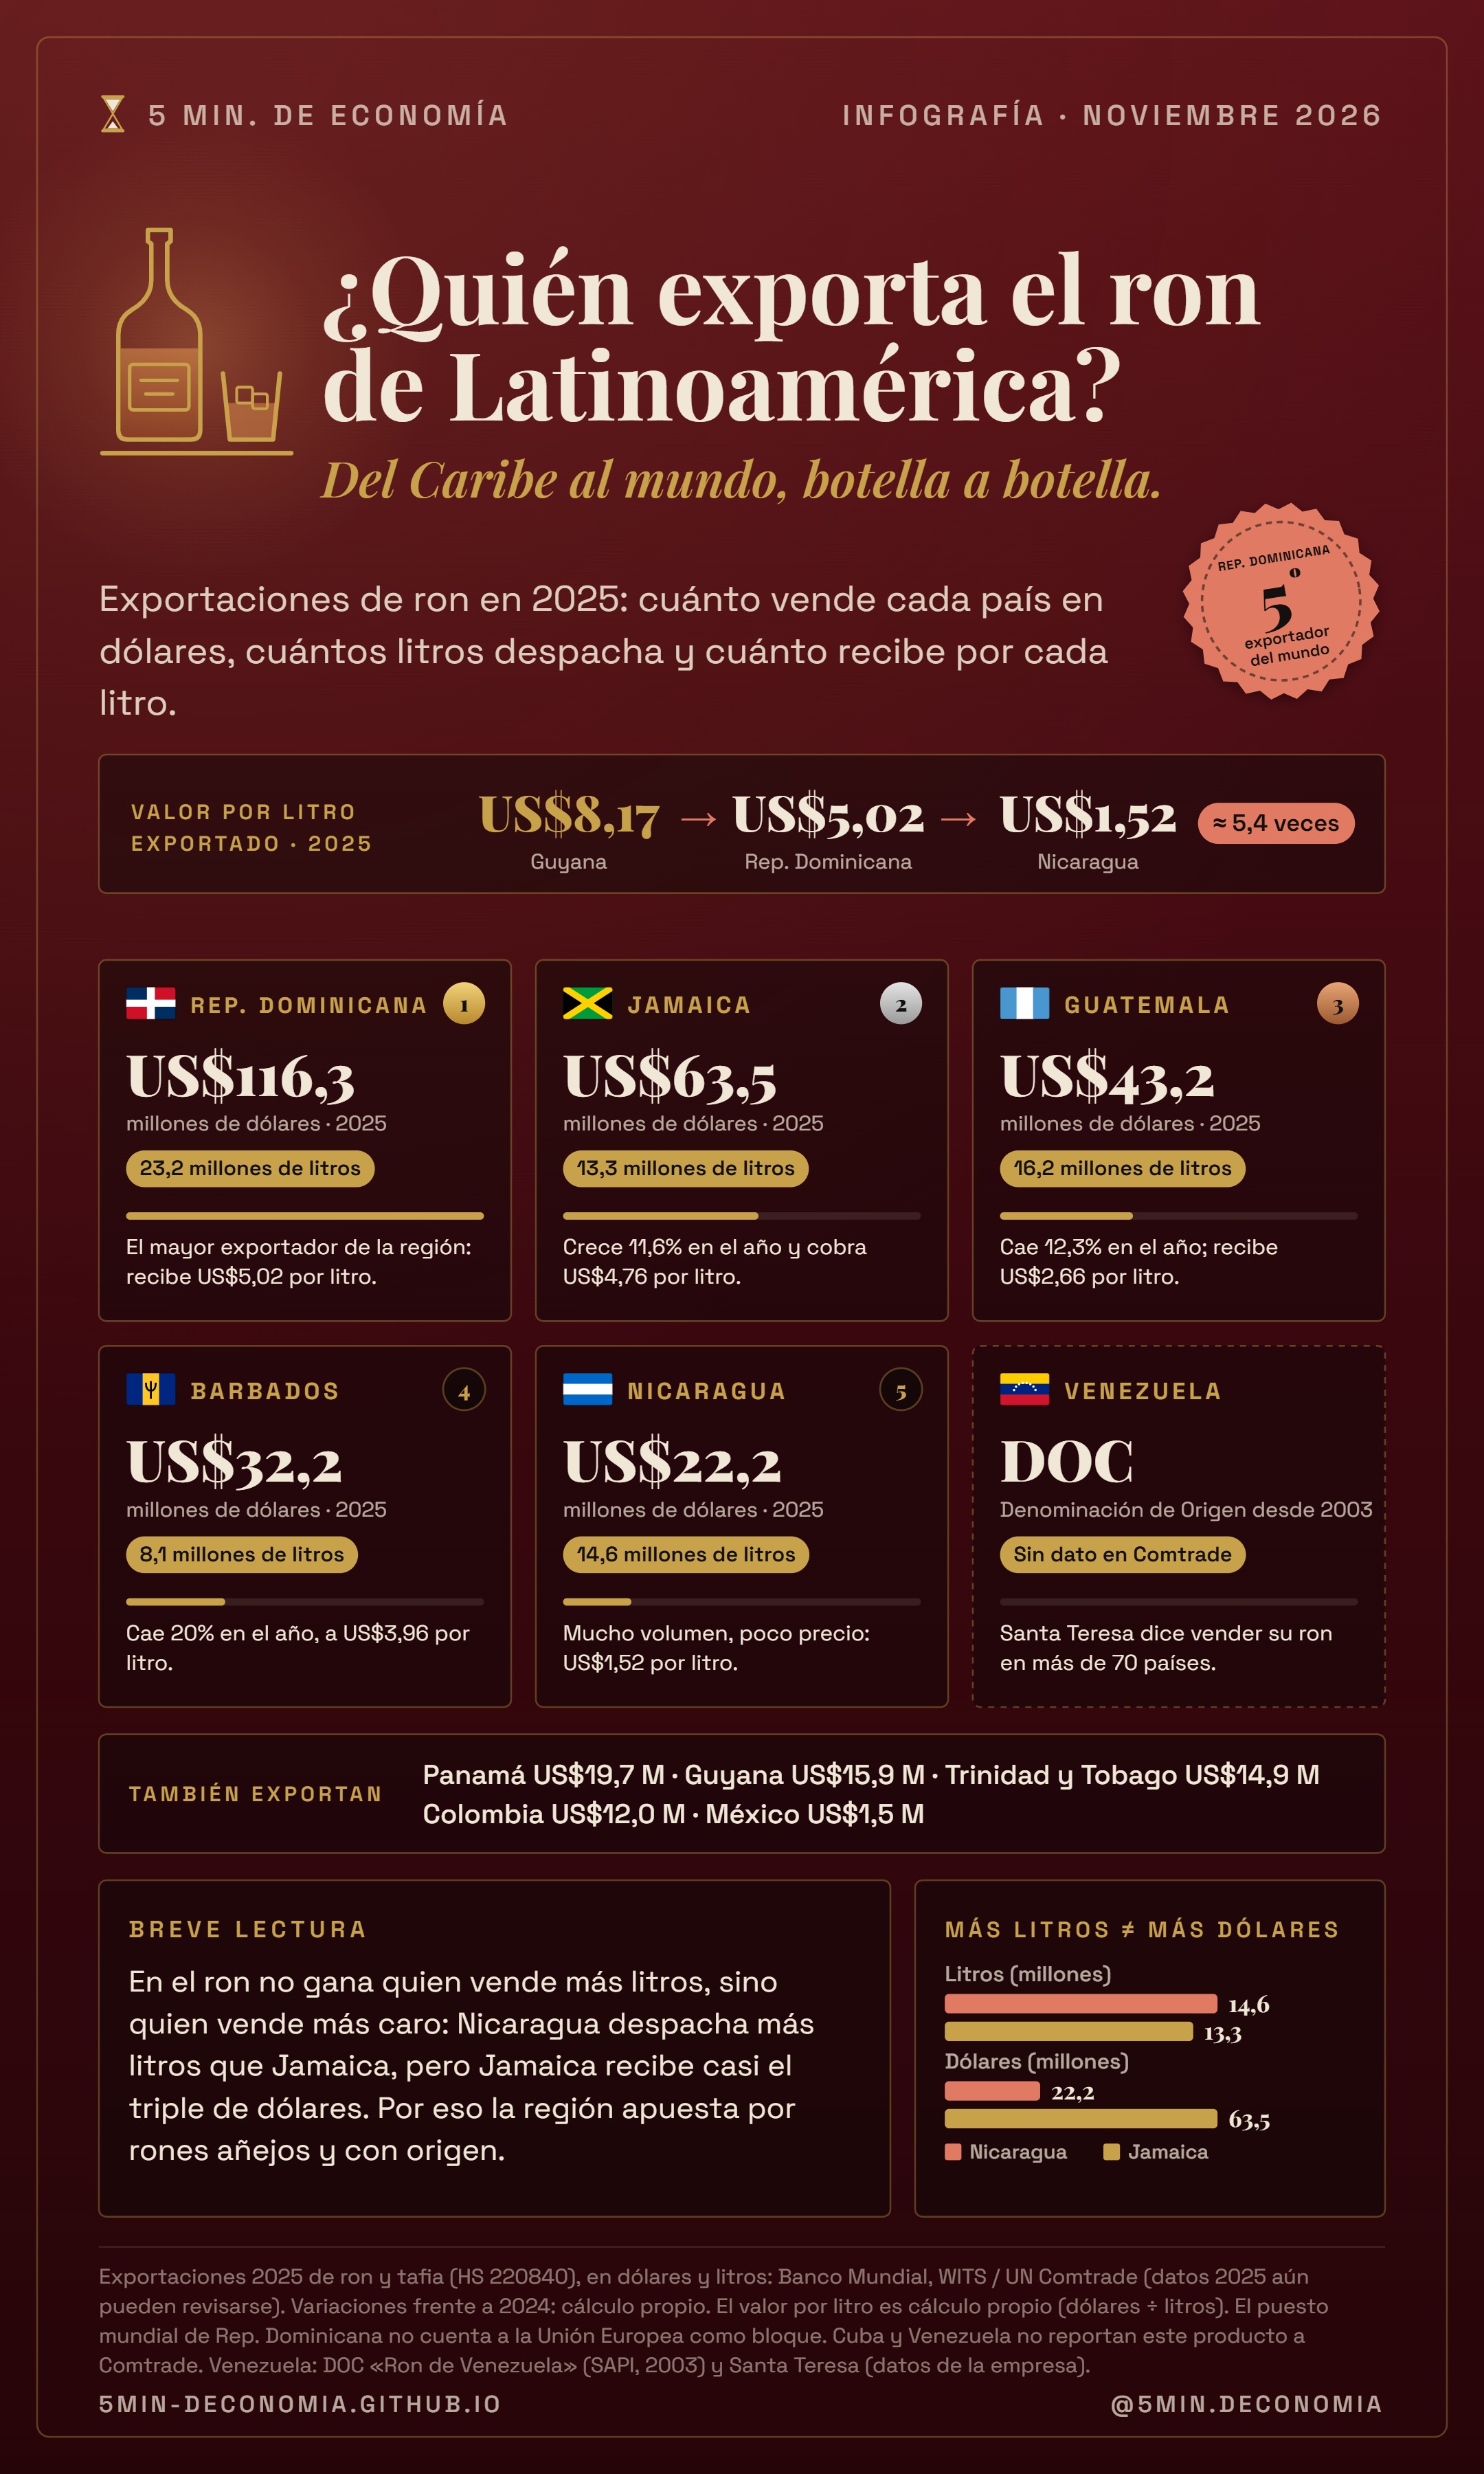 5 MIN. DE ECONOMÍA
INFOGRAFÍA · NOVIEMBRE 2026
¿Quién exporta el ron
de Latinoamérica?
Del Caribe al mundo, botella a botella.
REP. DOMINICANA
5º
exportador
del mundo
Exportaciones de ron en 2025: cuánto vende cada país en
dólares, cuántos litros despacha y cuánto recibe por cada
litro.
VALOR POR LITRO
EXPORTADO · 2025
US$8,17 → US$5,02 → US$1,52 ≈ 5,4 veces
Guyana Rep. Dominicana Nicaragua
REP. DOMINICANA 1
US$116,3
millones de dólares · 2025
23,2 millones de litros
El mayor exportador de la región:
recibe US$5,02 por litro.
JAMAICA 2
US$63,5
millones de dólares · 2025
13,3 millones de litros
Crece 11,6% en el año y cobra
US$4,76 por litro.
GUATEMALA 3
US$43,2
millones de dólares · 2025
16,2 millones de litros
Cae 12,3% en el año; recibe
US$2,66 por litro.
BARBADOS 4
US$32,2
millones de dólares · 2025
8,1 millones de litros
Cae 20% en el año, a US$3,96 por
litro.
NICARAGUA 5
US$22,2
millones de dólares · 2025
14,6 millones de litros
Mucho volumen, poco precio:
US$1,52 por litro.
VENEZUELA
DOC
Denominación de Origen desde 2003
Sin dato en Comtrade
Santa Teresa dice vender su ron
en más de 70 países.
TAMBIÉN EXPORTAN
Panamá US$19,7 M · Guyana US$15,9 M · Trinidad y Tobago US$14,9 M
Colombia US$12,0 M · México US$1,5 M
BREVE LECTURA
En el ron no gana quien vende más litros, sino
quien vende más caro: Nicaragua despacha más
litros que Jamaica, pero Jamaica recibe casi el
triple de dólares. Por eso la región apuesta por
rones añejos y con origen.
MÁS LITROS ≠ MÁS DÓLARES
Litros (millones)
14,6
13,3
Dólares (millones)
22,2
63,5
Nicaragua Jamaica
Exportaciones 2025 de ron y tafia (HS 220840), en dólares y litros: Banco Mundial, WITS / UN Comtrade (datos 2025 aún
pueden revisarse). Variaciones frente a 2024: cálculo propio. El valor por litro es cálculo propio (dólares ÷ litros). El puesto
mundial de Rep. Dominicana no cuenta a la Unión Europea como bloque. Cuba y Venezuela no reportan este producto a
Comtrade. Venezuela: DOC «Ron de Venezuela» (SAPI, 2003) y Santa Teresa (datos de la empresa).
5MIN-DECONOMIA.GITHUB.IO
@5MIN.DECONOMIA